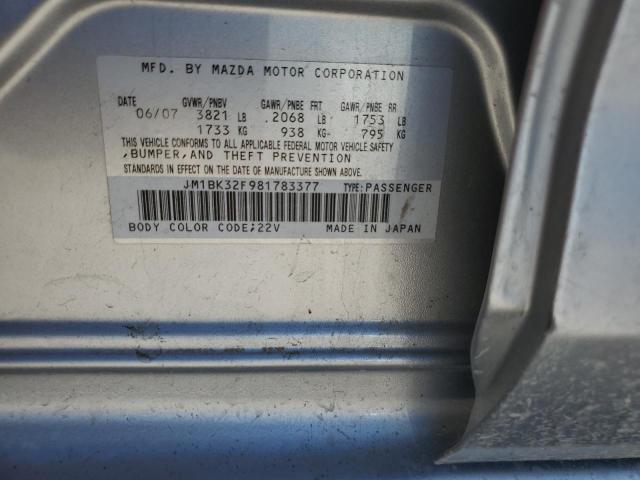 MFD. BY MAZDA MOTOR CORPORATION
DATE GVWR/PNBV GAWR/PNBE FRT GAWR/PNBE RR
06/07 3821 LB 2068 LB 1753 LB
1733 KG 938 KG 795 KG
THIS VEHICLE CONFORMS TO ALL APPLICABLE FEDERAL MOTOR VEHICLE SAFETY
,BUMPER,AND THEFT PREVENTION
STANDARDS IN EFFECT ON THE DATE OF MANUFACTURE SHOWN ABOVE.
JM1BK32F981783377 TYPE:PASSENGER
BODY COLOR CODE;22V MADE IN JAPAN